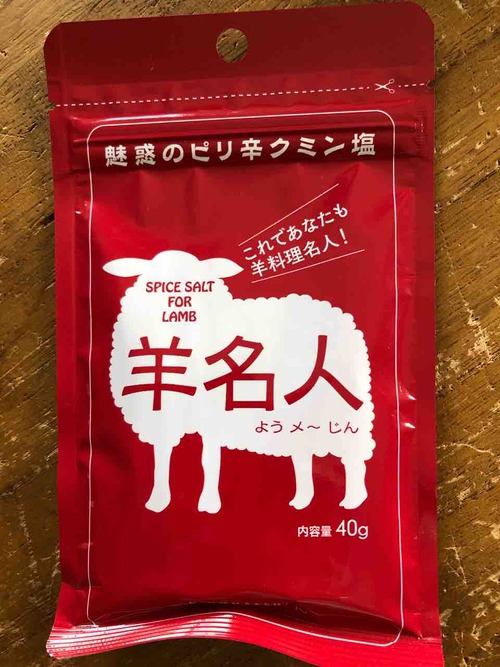 魅惑のピリ辛クミン塩
これであなたも
羊料理名人!
SPICE SALT
FOR
LAMB
羊名人
よう メ〜 じん
内容量 40g